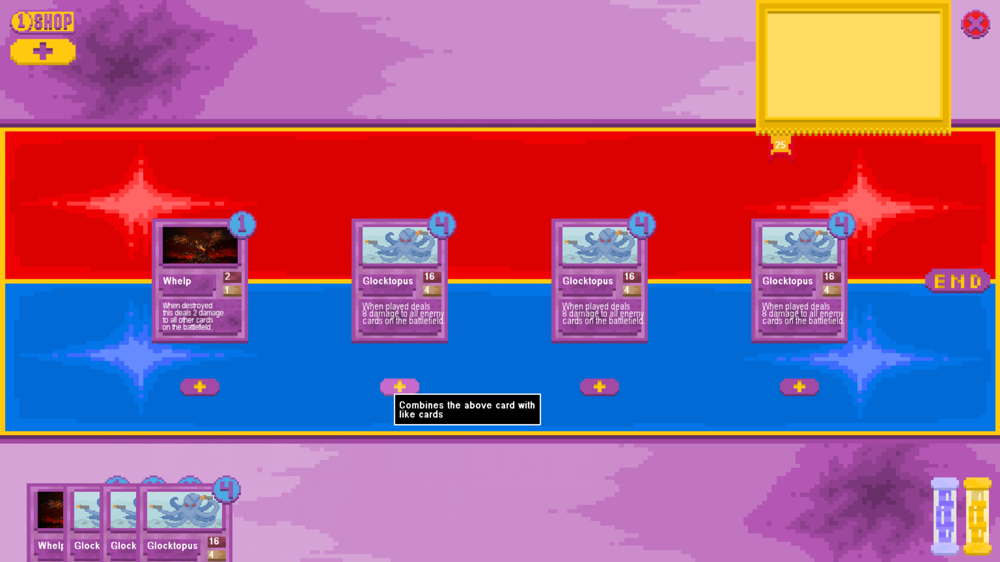 1 SHOP
25
1
4
4
4
Whelp
2
1
When destroyed
this deals 2 damage
to all other cards
on the battlefield.
Glocktopus
16
4
When played deals
8 damage to all enemy
cards on the battlefield.
Glocktopus
16
4
When played deals
8 damage to all enemy
cards on the battlefield.
Glocktopus
16
4
When played deals
8 damage to all enemy
cards on the battlefield.
END
Combines the above card with
like cards
4
Whelp
Glock
Glock
Glocktopus
16
4